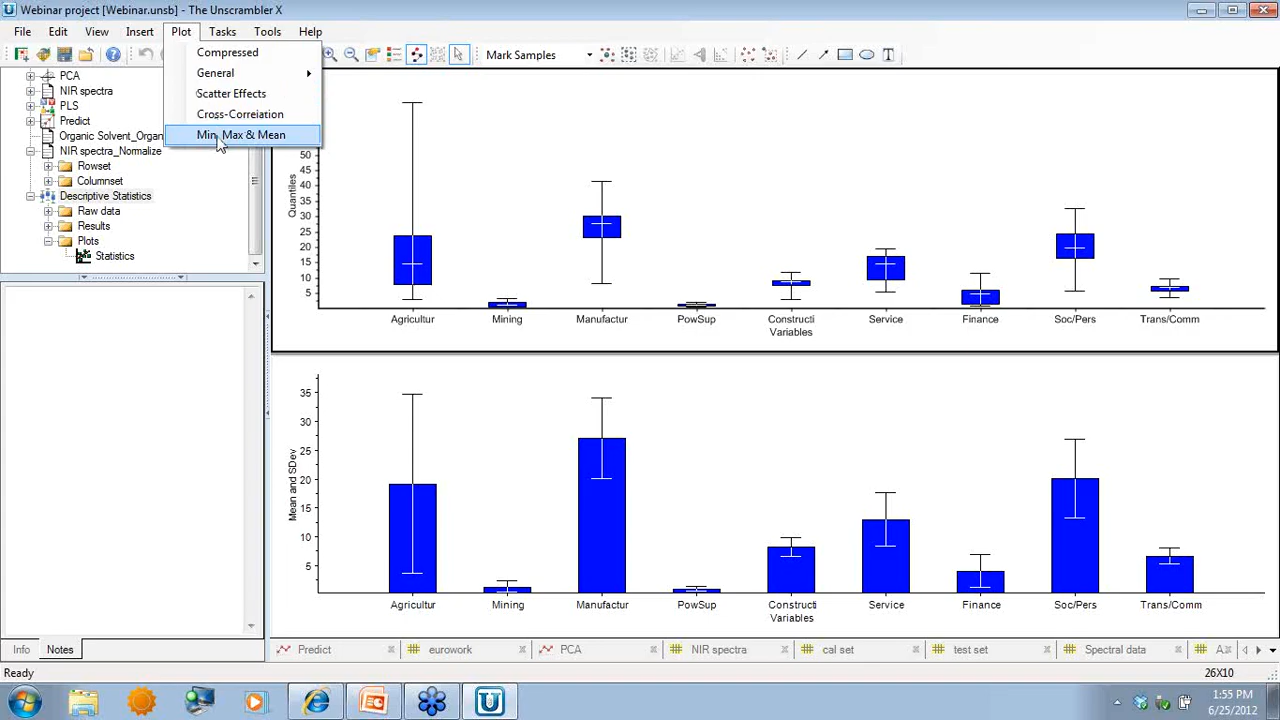 Webinar project [Webinar.unsb] - The Unscrambler X
File Edit View Insert Plot Tasks Tools Help
Mark Samples
Compressed
General
Scatter Effects
Cross-Correlation
Min, Max & Mean
PCA
NIR spectra
PLS
Predict
Organic Solvent_Organ
NIR spectra_Nomalize
Rowset
Columnset
Descriptive Statistics
Raw data
Results
Plots
Statistics
Quantiles
50
45
40
35
30
25
20
15
10
5
Agricultur Mining Manufactur PowSup Constructi Service Finance Soc/Pers Trans/Comm
Variables
Mean and SDev
35
30
25
20
15
10
5
Agricultur Mining Manufactur PowSup Constructi Service Finance Soc/Pers Trans/Comm
Variables
Info Notes
Predict eurowork PCA NIR spectra cal set test set Spectral data A
Ready 26X10
1:55 PM
6/25/2012